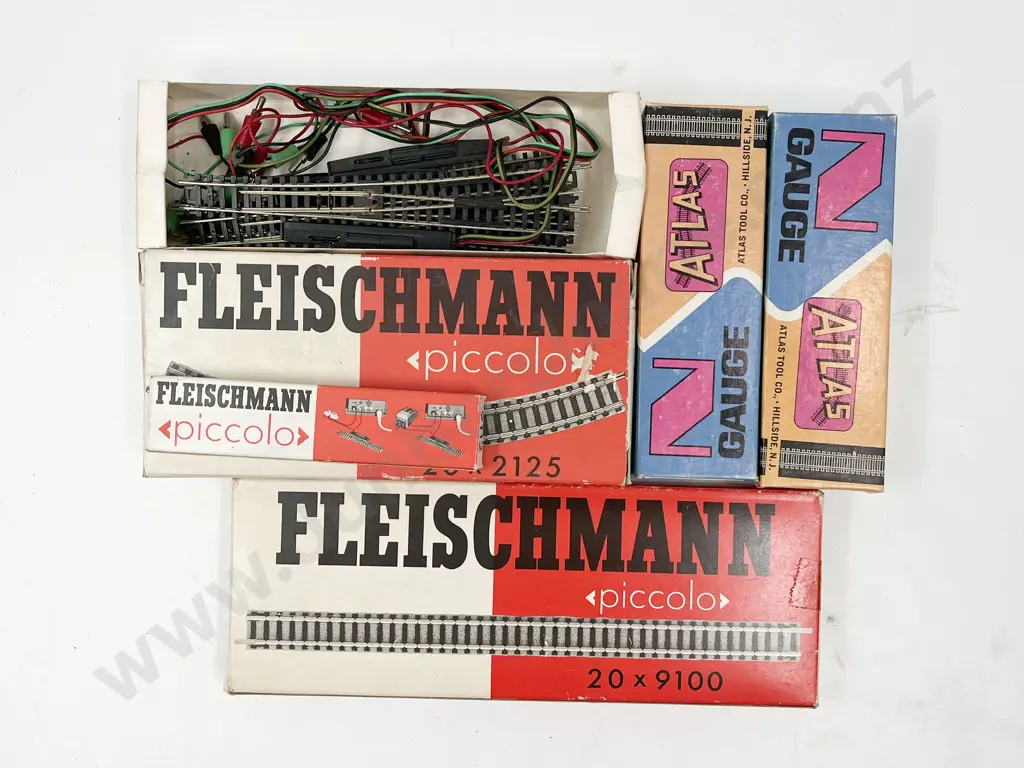 FLEISCHMANN
‹piccolo›
FLEISCHMANN
‹piccolo›
2125
FLEISCHMANN
‹piccolo›
20 x 9100
ATLAS
ATLAS TOOL CO., • HILLSIDE, N.J.
N
GAUGE
N
GAUGE
ATLAS
ATLAS TOOL CO., • HILLSIDE, N.J.